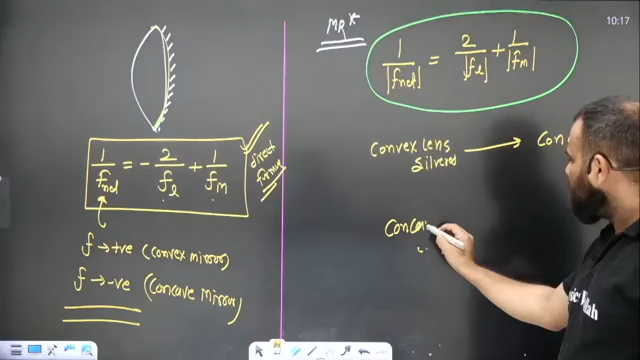 10:17
MR*
1/|fnet| = 2/|fl| + 1/|fm|
1/fnet = - 2/fl + 1/fm
direct
f → +ve (convex mirror)
f → -ve (concave mirror)
Convex Lens → Con
Silvered
Conca